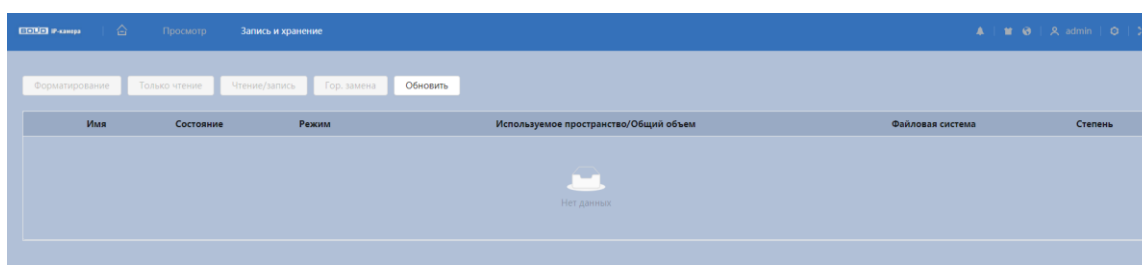 BOLID IP-камера Просмотр Запись и хранение admin
Форматирование Только чтение Чтение/запись Гор. замена Обновить
Имя Состояние Режим Используемое пространство/Общий объем Файловая система Степень
Нет данных